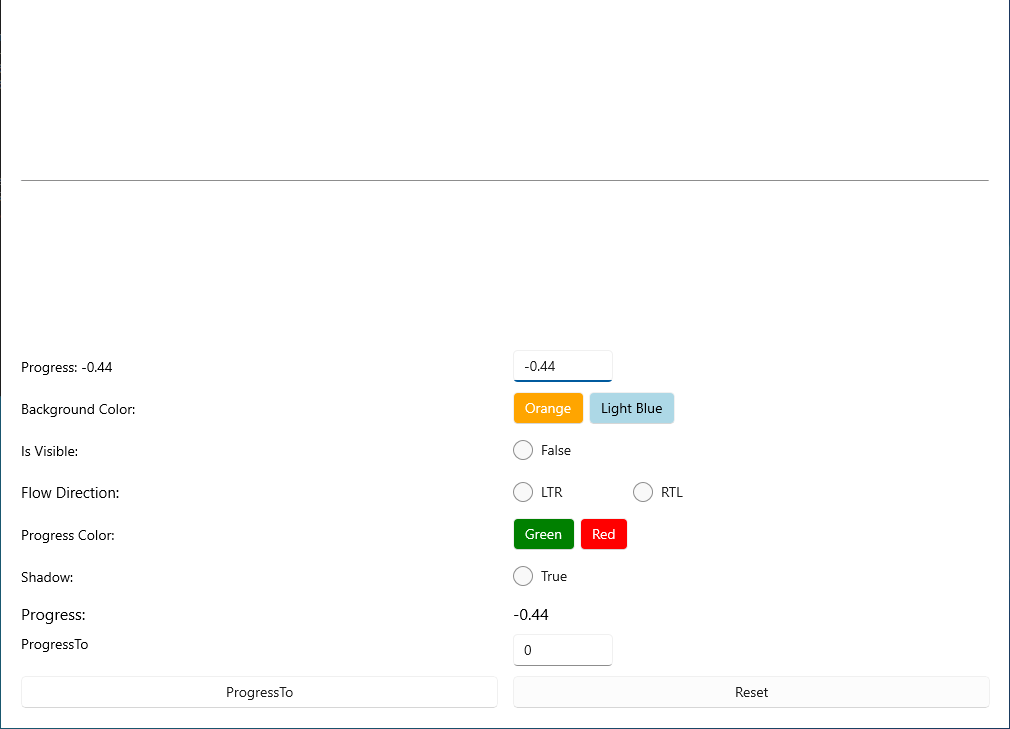 Progress: -0.44 -0.44
Background Color: Orange Light Blue
Is Visible: False
Flow Direction: LTR RTL
Progress Color: Green Red
Shadow: True
Progress: -0.44
ProgressTo 0
ProgressTo Reset